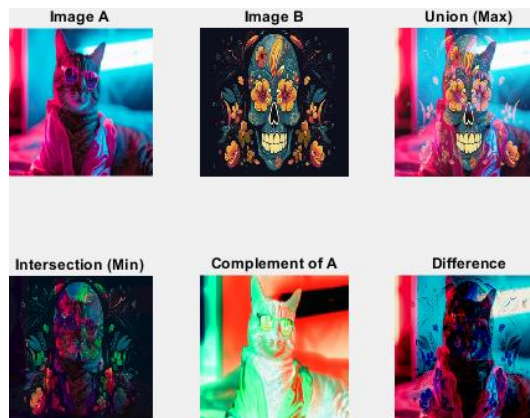 Image A
Image B
Union (Max)
Intersection (Min)
Complement of A
Difference